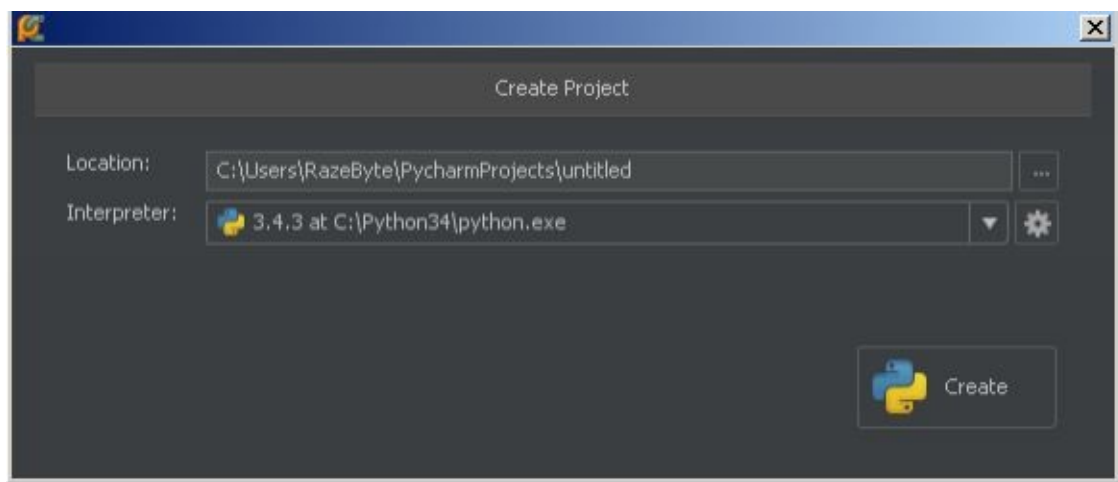 Create Project
Location: C:\Users\RazeByte\PycharmProjects\untitled ...
Interpreter: 3.4.3 at C:\Python34\python.exe
Create